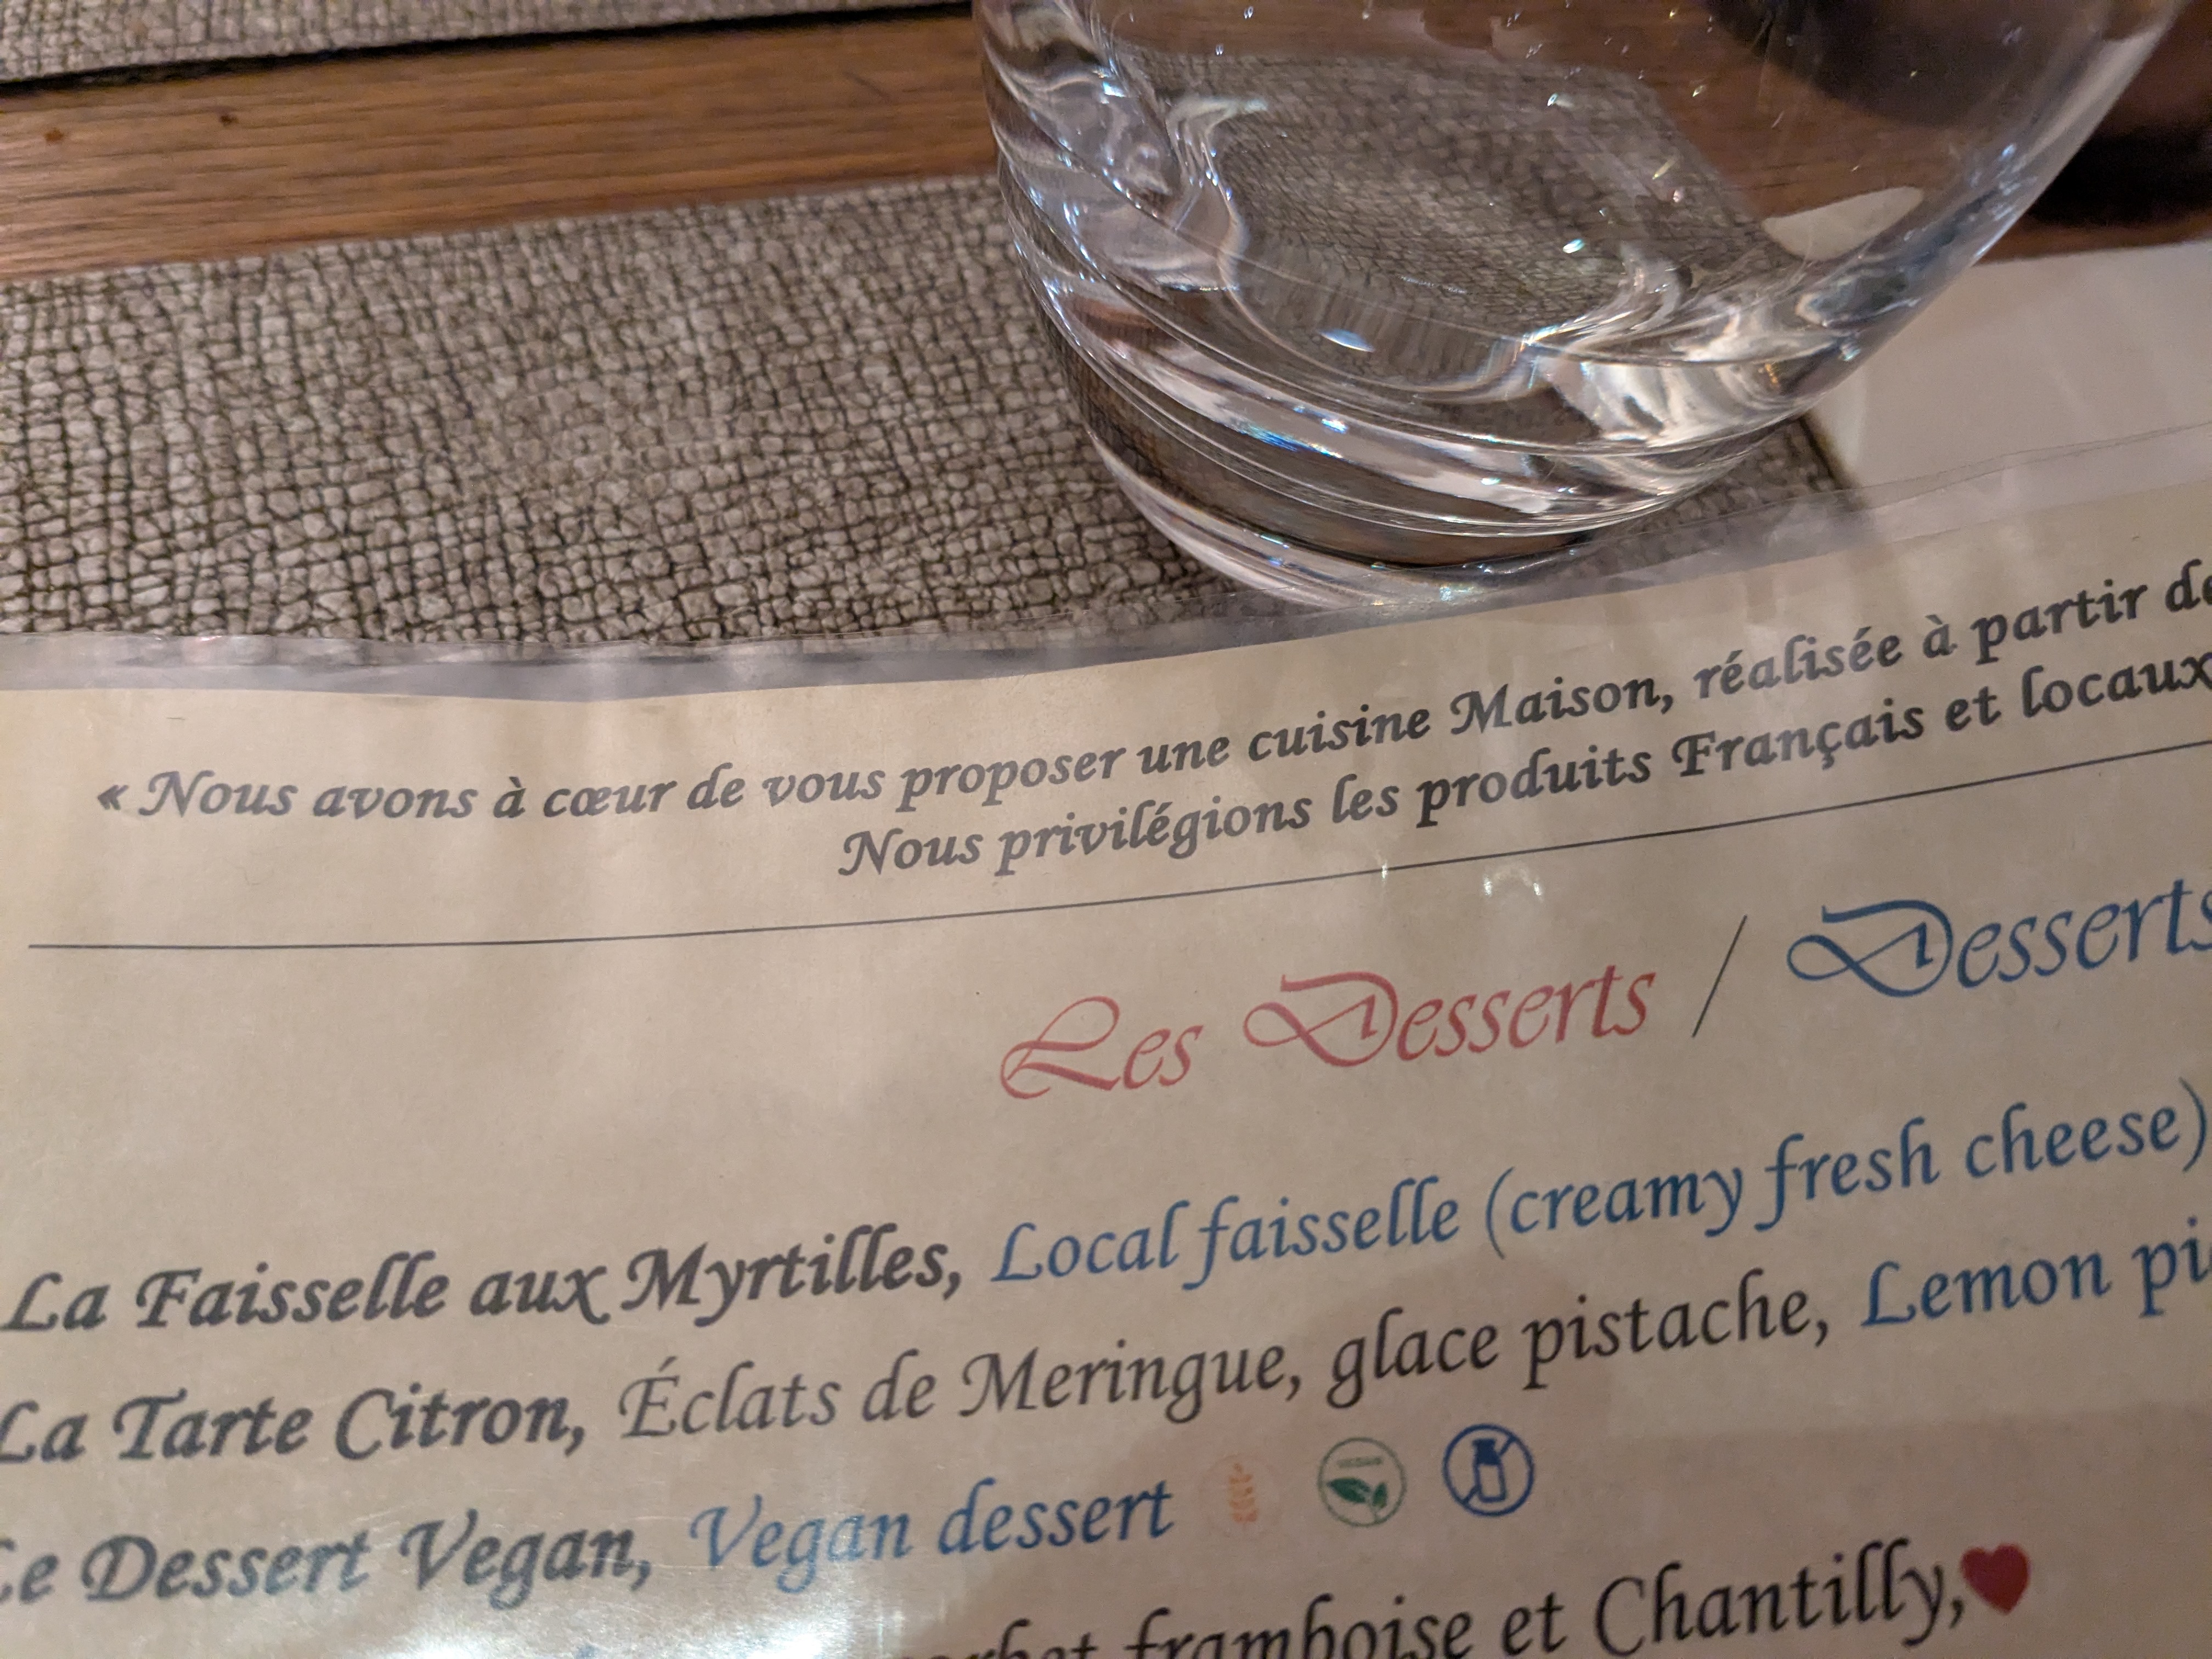 « Nous avons à cœur de vous proposer une cuisine Maison, réalisée à partir de
Nous privilégions les produits Français et locaux
Les Desserts / Desserts
La Faisselle aux Myrtilles, Local faisselle (creamy fresh cheese)
La Tarte Citron, Éclats de Meringue, glace pistache, Lemon
Le Dessert Vegan, Vegan dessert VEGAN
framboise et Chantilly,